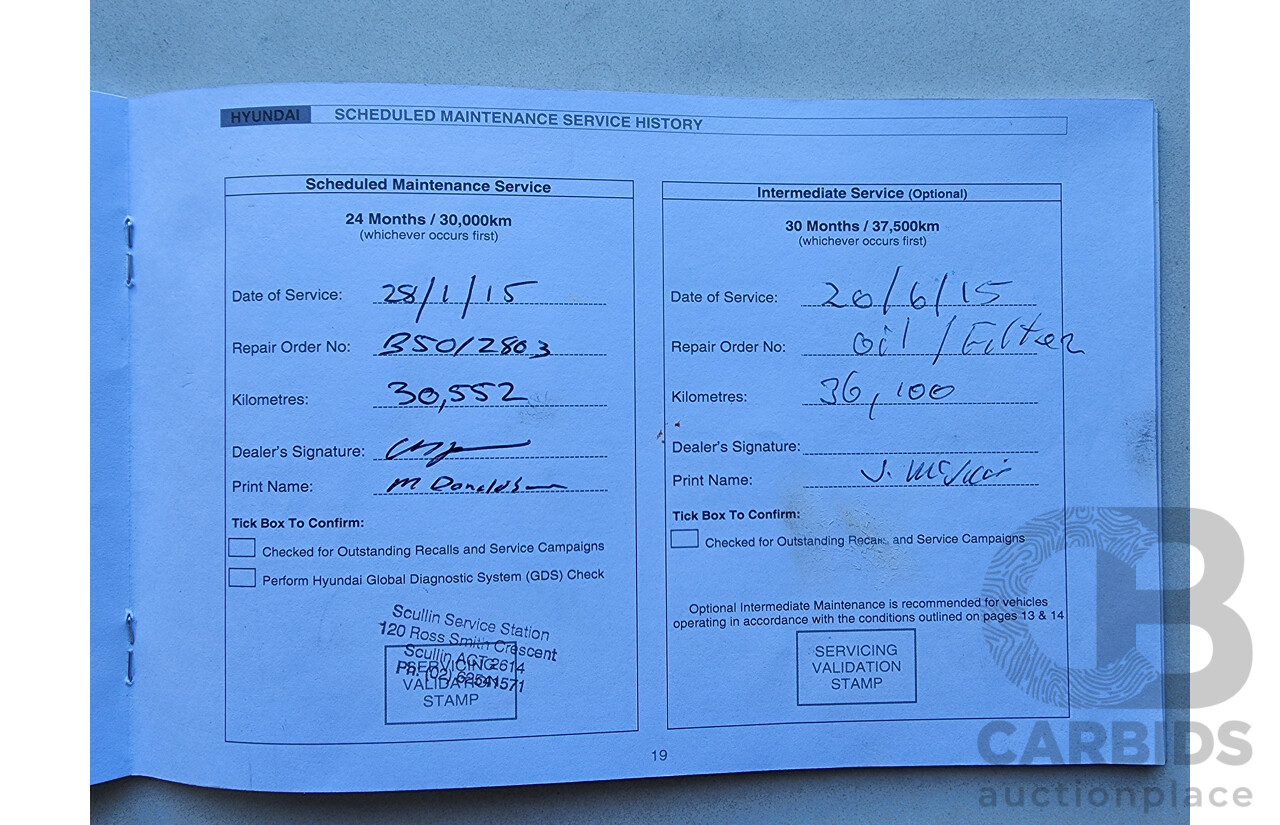 HYUNDAI SCHEDULED MAINTENANCE SERVICE HISTORY
Scheduled Maintenance Service
24 Months / 30,000km
(whichever occurs first)
Date of Service: 28/1/15
Repair Order No: B50/2803
Kilometres: 30,552
Dealer's Signature:
Print Name: M Donaldson
Tick Box To Confirm:
Checked for Outstanding Recalls and Service Campaigns
Perform Hyundai Global Diagnostic System (GDS) Check
Scullin Service Station
120 Ross Smith Crescent
Scullin ACT 2614
Ph: (02) 62541571
SERVICING
VALIDATION
STAMP
Intermediate Service (Optional)
30 Months / 37,500km
(whichever occurs first)
Date of Service: 20/6/15
Repair Order No: oil / Filter
Kilometres: 36,100
Dealer's Signature:
Print Name: J.
Tick Box To Confirm:
Checked for Outstanding Recalls and Service Campaigns
Optional Intermediate Maintenance is recommended for vehicles
operating in accordance with the conditions outlined on pages 13 & 14
SERVICING
VALIDATION
STAMP
19
CARBIDS
auctionplace